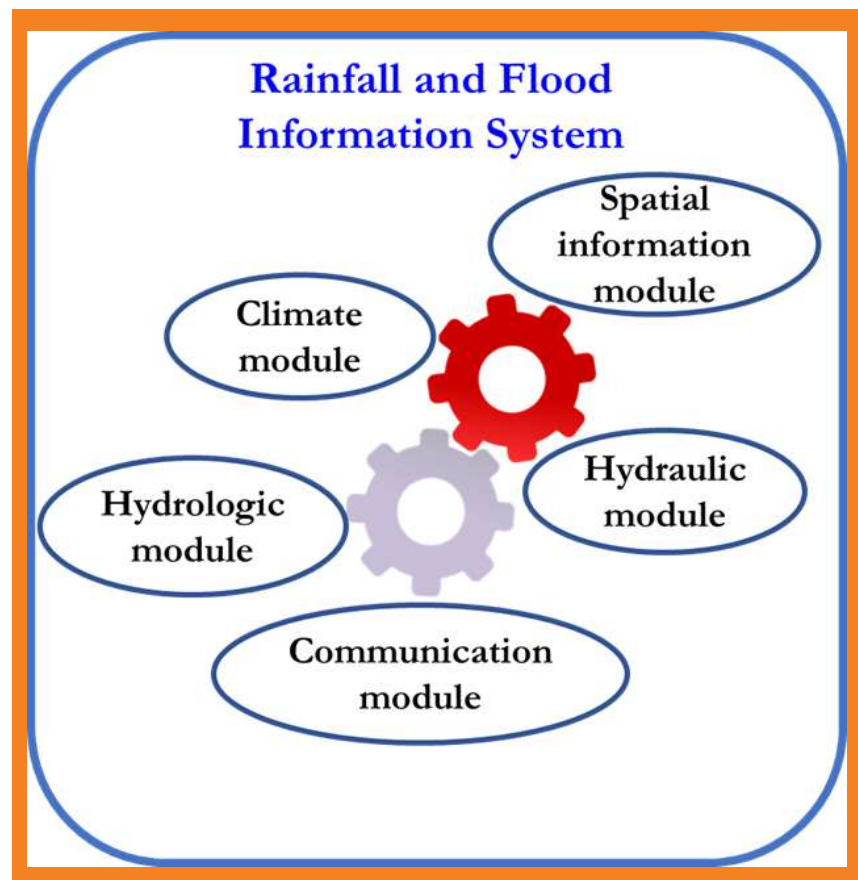 Rainfall and Flood
Information System
Spatial
information
module
Climate
module
Hydraulic
module
Hydrologic
module
Communication
module